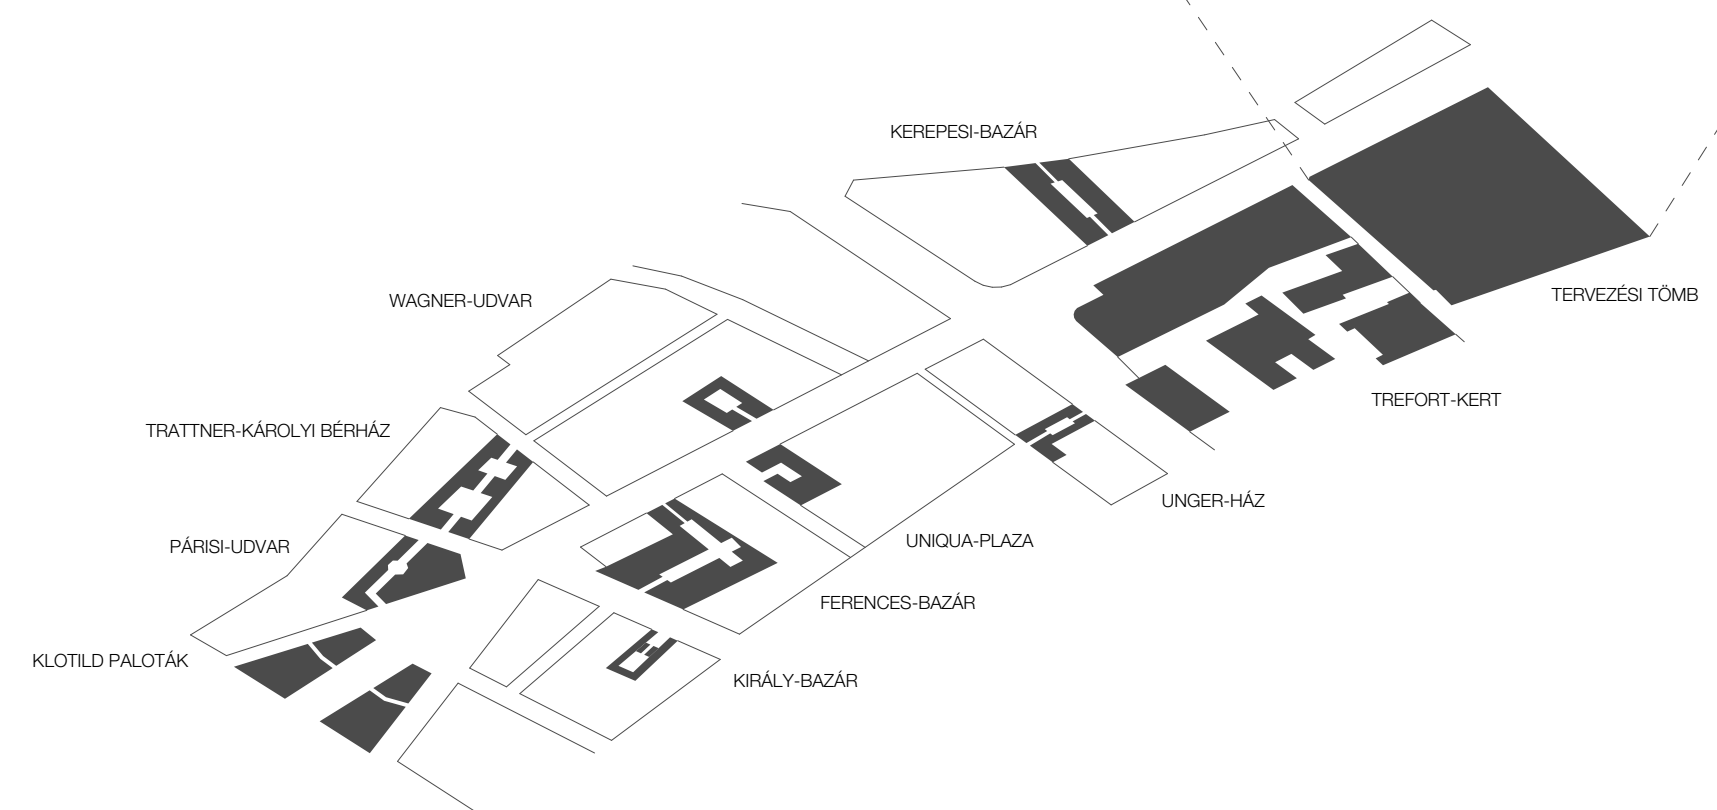 KEREPESI-BAZÁR
TERVEZÉSI TÖMB
WAGNER-UDVAR
TREFORT-KERT
TRATTNER-KÁROLYI BÉRHÁZ
UNGER-HÁZ
PÁRISI-UDVAR
UNIQUA-PLAZA
FERENCES-BAZÁR
KLOTILD PALOTÁK
KIRÁLY-BAZÁR